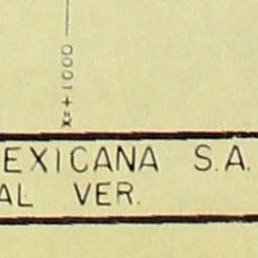 x=+1000
EXICANA S.A.
AL VER.